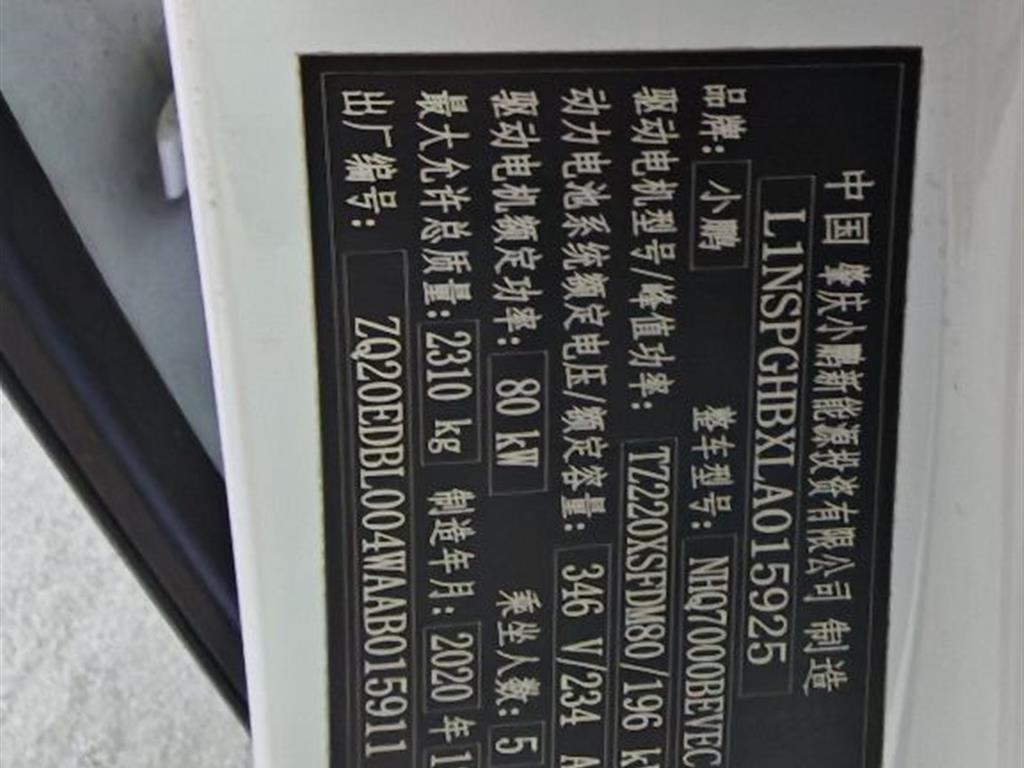 中国 肇庆小鹏新能源投资有限公司 制造
L1NSPGHBXLA015925
品牌: 小鹏 整车型号: NHQ7000BEVEC
驱动电机型号/峰值功率: TZ220XSFDM80/196 k
动力电池系统额定电压/额定容量: 346 V/234 A
驱动电机额定功率: 80 kW 乘坐人数: 5
最大允许总质量: 2310 kg 制造年月: 2020 年1
出厂编号: ZQ20EDBL004WAAB015911